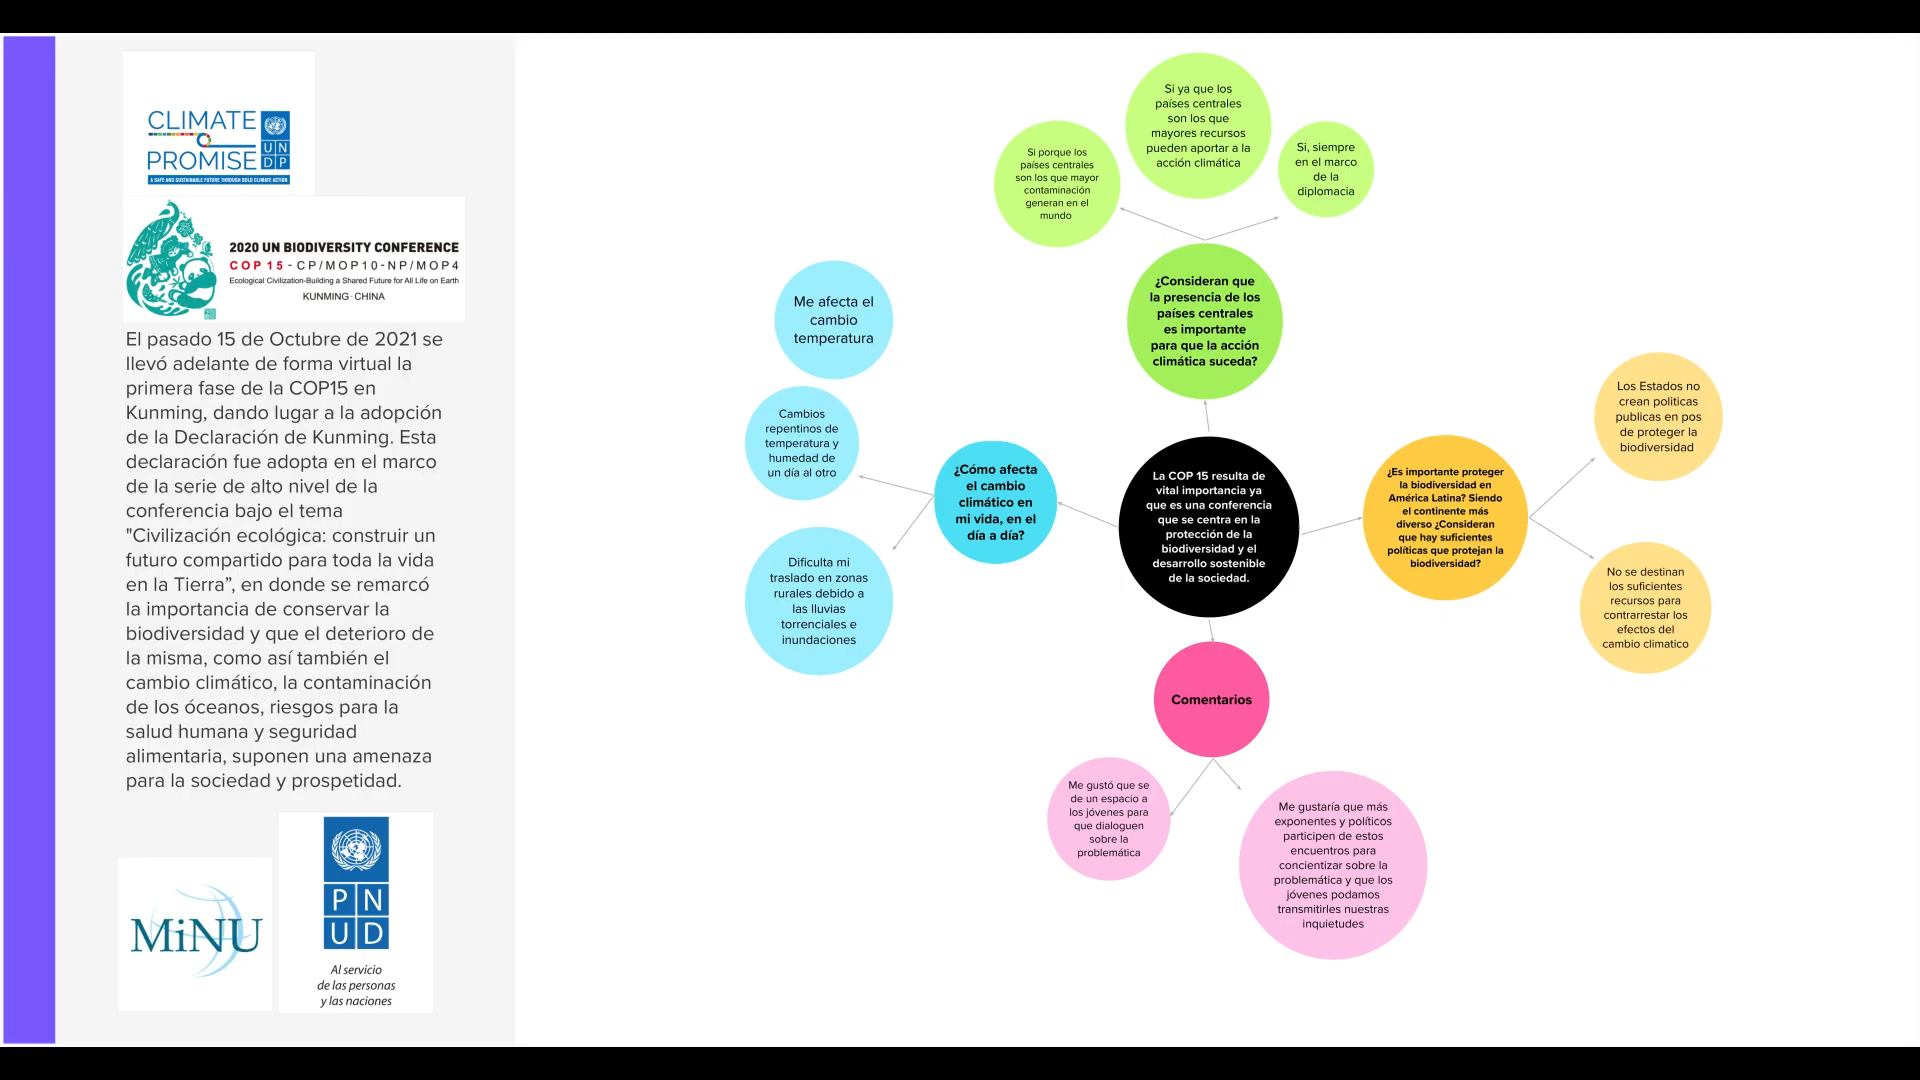 CLIMATE
PROMISE
UN
DP
A SAFE AND SUSTAINABLE FUTURE THROUGH BOLD CLIMATE ACTION
2020 UN BIODIVERSITY CONFERENCE
COP 15 - CP/MOP10-NP/MOP4
Ecological Civilization-Building a Shared Future for All Life on Earth
KUNMING·CHINA
El pasado 15 de Octubre de 2021 se
llevó adelante de forma virtual la
primera fase de la COP15 en
Kunming, dando lugar a la adopción
de la Declaración de Kunming. Esta
declaración fue adopta en el marco
de la serie de alto nivel de la
conferencia bajo el tema
"Civilización ecológica: construir un
futuro compartido para toda la vida
en la Tierra”, en donde se remarcó
la importancia de conservar la
biodiversidad y que el deterioro de
la misma, como así también el
cambio climático, la contaminación
de los óceanos, riesgos para la
salud humana y seguridad
alimentaria, suponen una amenaza
para la sociedad y prospetidad.
MiNU
PN
UD
Al servicio
de las personas
y las naciones
Si porque los
países centrales
son los que mayor
contaminación
generan en el
mundo
Si ya que los
países centrales
son los que
mayores recursos
pueden aportar a la
acción climática
Si, siempre
en el marco
de la
diplomacia
¿Consideran que
la presencia de los
países centrales
es importante
para que la acción
climática suceda?
Me afecta el
cambio
temperatura
Cambios
repentinos de
temperatura y
humedad de
un día al otro
Dificulta mi
traslado en zonas
rurales debido a
las lluvias
torrenciales e
inundaciones
¿Cómo afecta
el cambio
climático en
mi vida, en el
día a día?
La COP 15 resulta de
vital importancia ya
que es una conferencia
que se centra en la
protección de la
biodiversidad y el
desarrollo sostenible
de la sociedad.
¿Es importante proteger
la biodiversidad en
América Latina? Siendo
el continente más
diverso ¿Consideran
que hay suficientes
políticas que protejan la
biodiversidad?
Los Estados no
crean politicas
publicas en pos
de proteger la
biodiversidad
No se destinan
los suficientes
recursos para
contrarrestar los
efectos del
cambio climatico
Comentarios
Me gustó que se
de un espacio a
los jóvenes para
que dialoguen
sobre la
problemática
Me gustaría que más
exponentes y políticos
participen de estos
encuentros para
concientizar sobre la
problemática y que los
jóvenes podamos
transmitirles nuestras
inquietudes